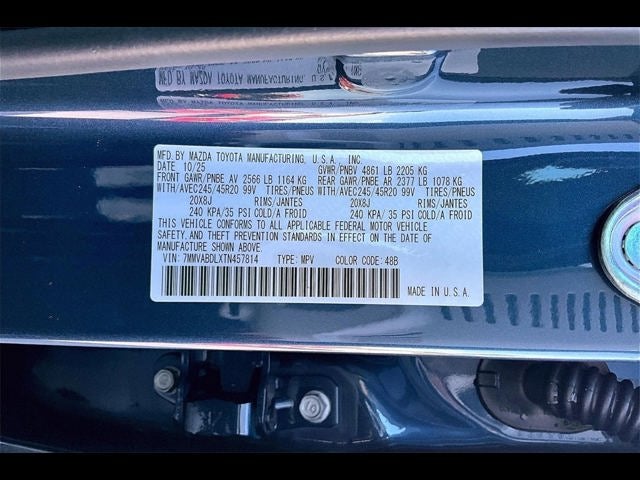 MFD. BY MAZDA TOYOTA MANUFACTURING, U.S.A., INC.
DATE 10/25 GVWR/PNBV 4861 LB 2205 KG
FRONT GAWR/PNBE AV 2566 LB 1164 KG REAR GAWR/PNBE AR 2377 LB 1078 KG
WITH/AVEC245/45R20 99V TIRES/PNEUS WITH/AVEC245/45R20 99V TIRES/PNEUS
20X8J RIMS/JANTES 20X8J RIMS/JANTES
240 KPA/ 35 PSI COLD/A FROID 240 KPA/ 35 PSI COLD/A FROID
THIS VEHICLE CONFORMS TO ALL APPLICABLE FEDERAL MOTOR VEHICLE
SAFETY, AND THEFT PREVENTION STANDARDS IN EFFECT ON THE DATE OF
MANUFACTURE SHOWN ABOVE.
VIN: 7MMVABDLXTN457814 TYPE: MPV COLOR CODE: 48B
MADE IN U.S.A.